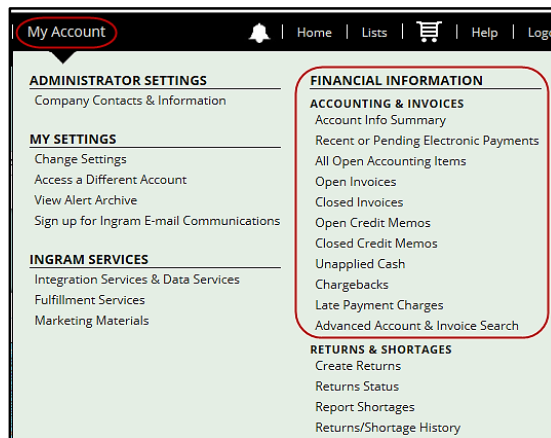 My Account | Home | Lists | | Help |
ADMINISTRATOR SETTINGS
Company Contacts & Information
MY SETTINGS
Change Settings
Access a Different Account
View Alert Archive
Sign up for Ingram E-mail Communications
INGRAM SERVICES
Integration Services & Data Services
Fulfillment Services
Marketing Materials
FINANCIAL INFORMATION
ACCOUNTING & INVOICES
Account Info Summary
Recent or Pending Electronic Payments
All Open Accounting Items
Open Invoices
Closed Invoices
Open Credit Memos
Closed Credit Memos
Unapplied Cash
Chargebacks
Late Payment Charges
Advanced Account & Invoice Search
RETURNS & SHORTAGES
Create Returns
Returns Status
Report Shortages
Returns/Shortage History